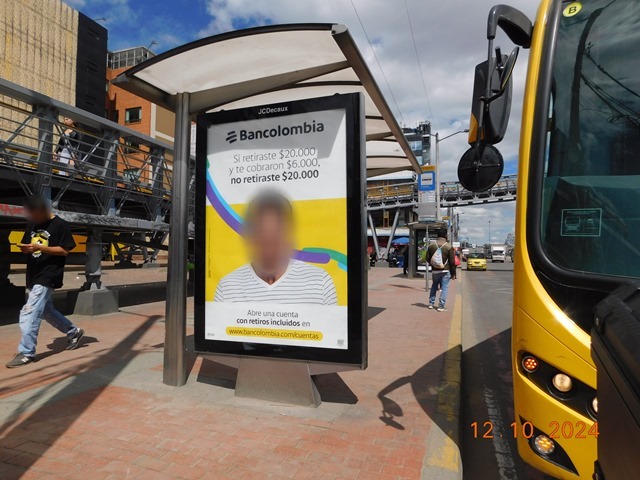 JCDecaux
Bancolombia
Si retiraste $20.000
y te cobraron $6.000,
no retiraste $20.000
Abre una cuenta
con retiros incluidos en
www.bancolombia.com/cuentas
B
12 10 2024